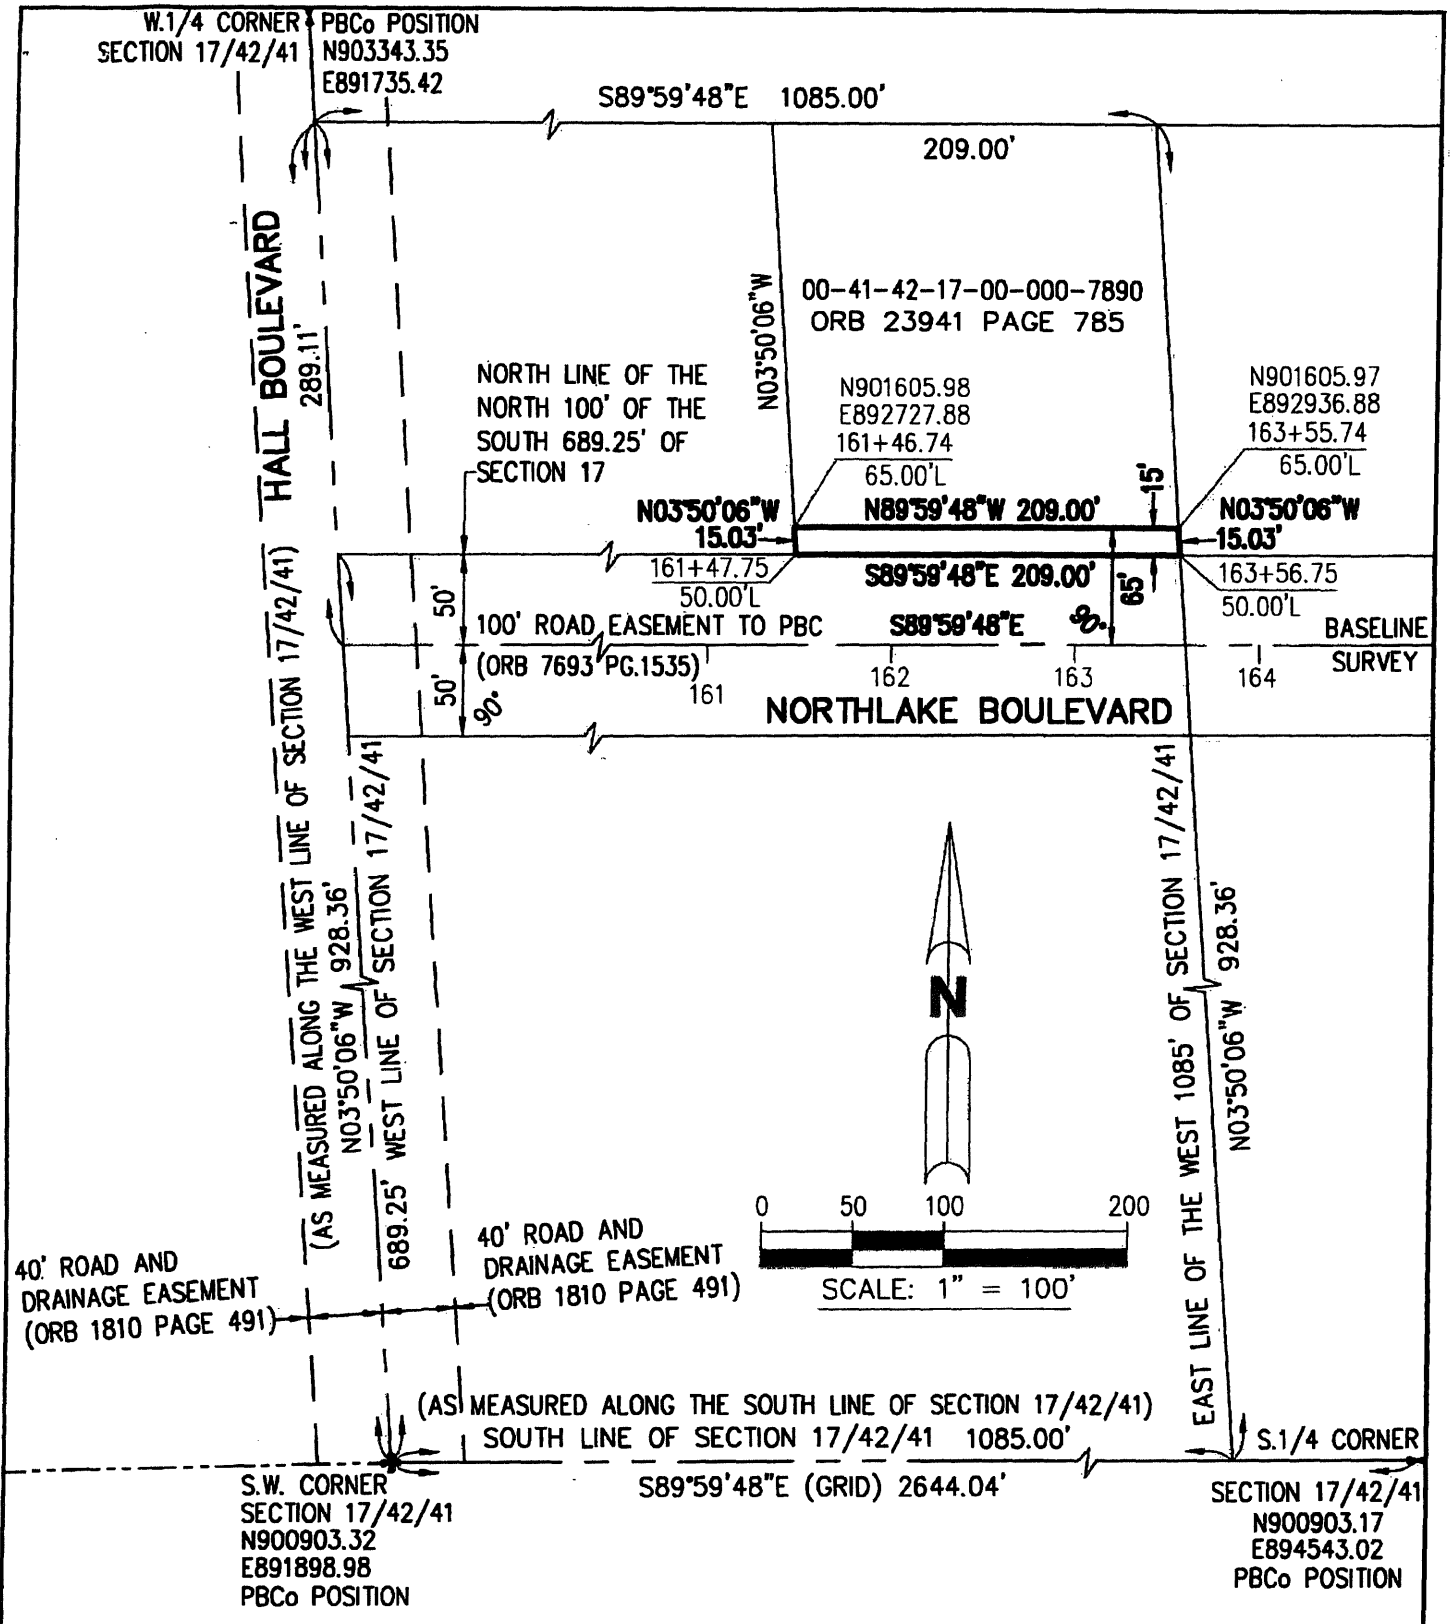 W.1/4 CORNER
SECTION 17/42/41
PBCo POSITION
N903343.35
E891735.42
S89°59'48"E 1085.00'
209.00'
HALL BOULEVARD
289.11'
N03°50'06"W
00-41-42-17-00-000-7890
ORB 23941 PAGE 785
NORTH LINE OF THE
NORTH 100' OF THE
SOUTH 689.25' OF
SECTION 17
N901605.98
E892727.88
161+46.74
65.00'L
N901605.97
E892936.88
163+55.74
65.00'L
15'
N03°50'06"W
15.03'
N89°59'48"W 209.00'
N03°50'06"W
15.03'
161+47.75
50.00'L
S89°59'48"E 209.00'
65'
163+56.75
50.00'L
50'
100' ROAD EASEMENT TO PBC
S89°59'48"E
90°
BASELINE
SURVEY
(ORB 7693 PG.1535)
50'
90°
161
162
163
164
NORTHLAKE BOULEVARD
(AS MEASURED ALONG THE WEST LINE OF SECTION 17/42/41)
N03°50'06"W 928.36'
689.25' WEST LINE OF SECTION 17/42/41
EAST LINE OF THE WEST 1085' OF SECTION 17/42/41
N03°50'06"W 928.36'
N
0 50 100 200
SCALE: 1" = 100'
40' ROAD AND
DRAINAGE EASEMENT
(ORB 1810 PAGE 491)
40' ROAD AND
DRAINAGE EASEMENT
(ORB 1810 PAGE 491)
(AS MEASURED ALONG THE SOUTH LINE OF SECTION 17/42/41)
SOUTH LINE OF SECTION 17/42/41 1085.00'
S89°59'48"E (GRID) 2644.04'
S.W. CORNER
SECTION 17/42/41
N900903.32
E891898.98
PBCo POSITION
S.1/4 CORNER
SECTION 17/42/41
N900903.17
E894543.02
PBCo POSITION